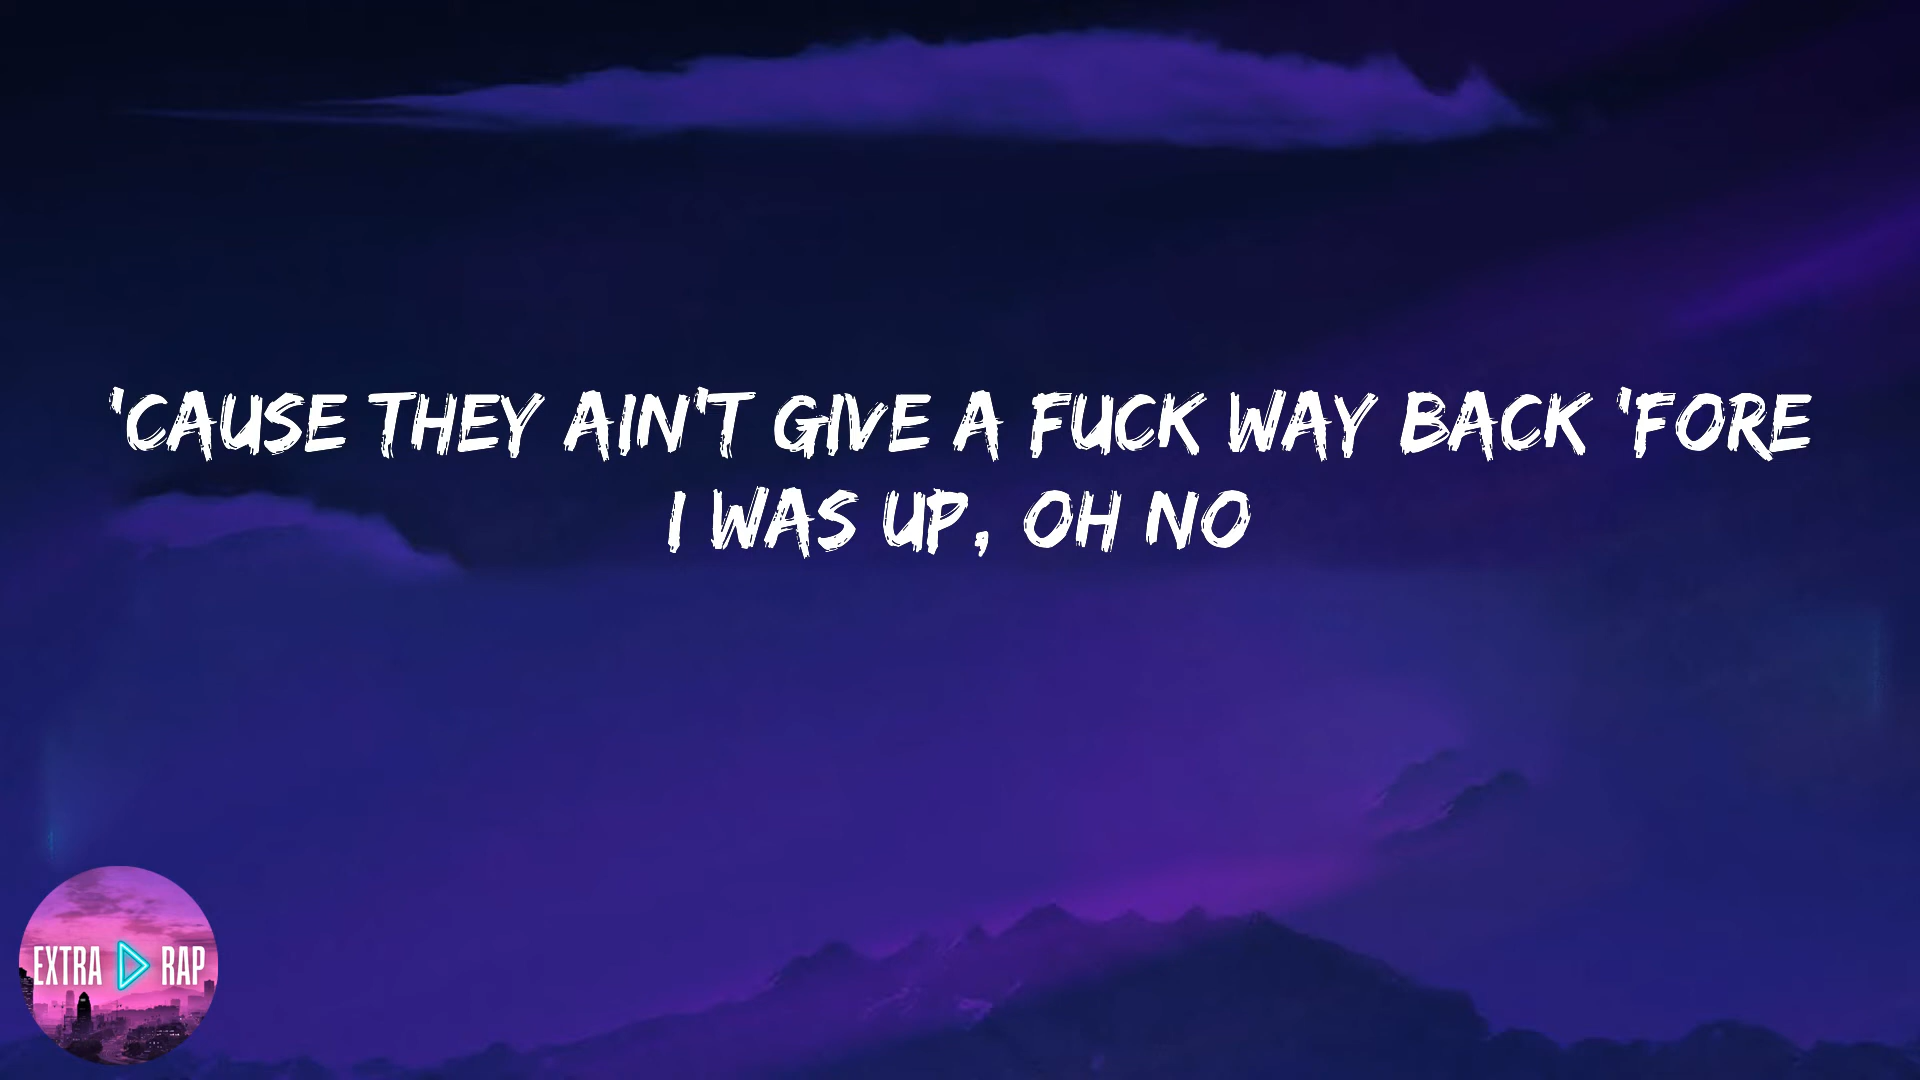 'CAUSE THEY AIN'T GIVE A FUCK WAY BACK 'FORE
I WAS UP, OH NO
EXTRA RAP